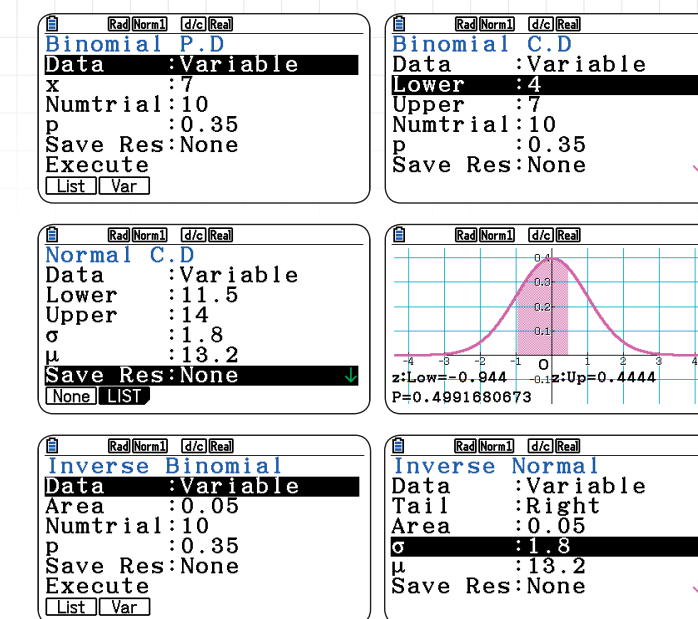 Rad Norm1 d/c Real
Binomial P.D
Data :Variable
x :7
Numtrial:10
p :0.35
Save Res:None
Execute
List Var
Rad Norm1 d/c Real
Binomial C.D
Data :Variable
Lower :4
Upper :7
Numtrial:10
p :0.35
Save Res:None
Rad Norm1 d/c Real
Normal C.D
Data :Variable
Lower :11.5
Upper :14
σ :1.8
μ :13.2
Save Res:None
None LIST
Rad Norm1 d/c Real
0.4
0.3
0.2
0.1
-4 -3 -2 -1 O 1 2 3 4
z:Low=-0.944 -0.1 z:Up=0.4444
P=0.4991680673
Rad Norm1 d/c Real
Inverse Binomial
Data :Variable
Area :0.05
Numtrial:10
p :0.35
Save Res:None
Execute
List Var
Rad Norm1 d/c Real
Inverse Normal
Data :Variable
Tail :Right
Area :0.05
σ :1.8
μ :13.2
Save Res:None